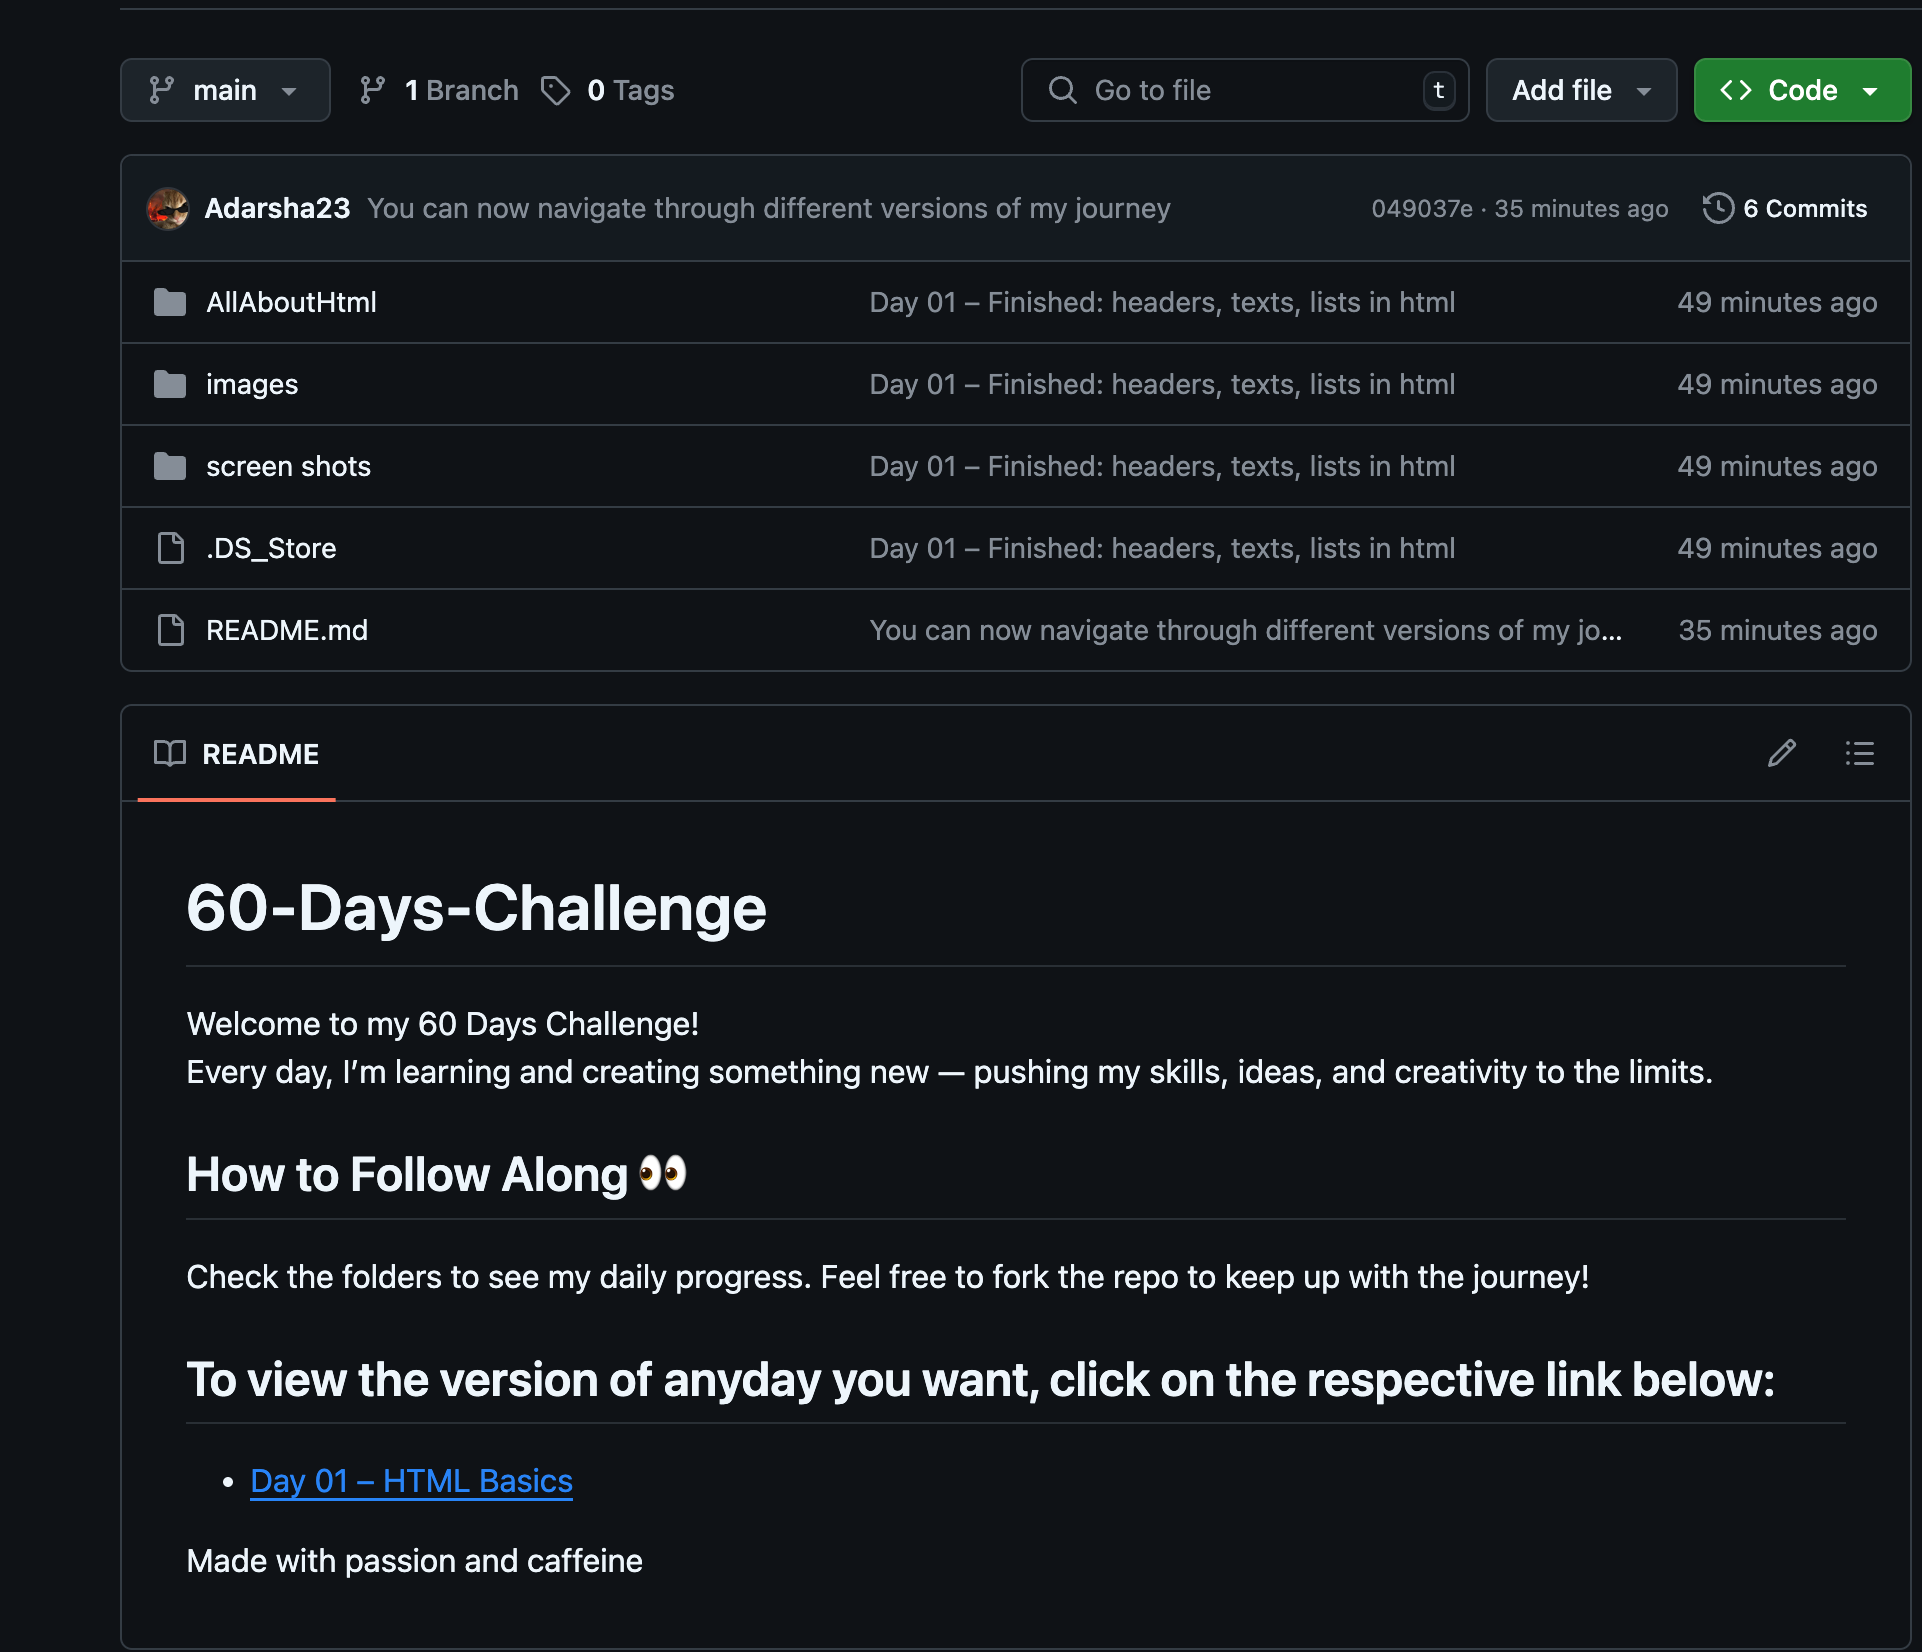 main 1 Branch 0 Tags Go to file t Add file <> Code
Adarsha23 You can now navigate through different versions of my journey 049037e · 35 minutes ago 6 Commits
AllAboutHtml Day 01 – Finished: headers, texts, lists in html 49 minutes ago
images Day 01 – Finished: headers, texts, lists in html 49 minutes ago
screen shots Day 01 – Finished: headers, texts, lists in html 49 minutes ago
.DS_Store Day 01 – Finished: headers, texts, lists in html 49 minutes ago
README.md You can now navigate through different versions of my jo... 35 minutes ago
README
60-Days-Challenge
Welcome to my 60 Days Challenge!
Every day, I’m learning and creating something new — pushing my skills, ideas, and creativity to the limits.
How to Follow Along 👀
Check the folders to see my daily progress. Feel free to fork the repo to keep up with the journey!
To view the version of anyday you want, click on the respective link below:
• Day 01 – HTML Basics
Made with passion and caffeine